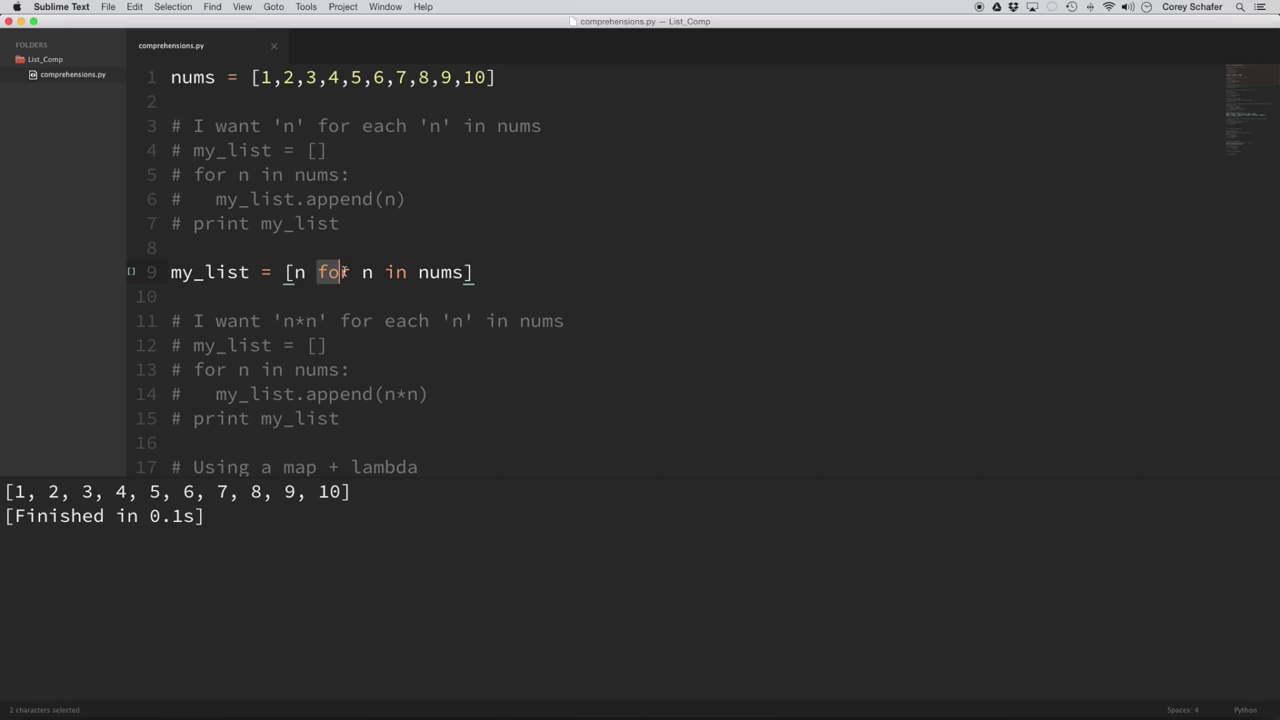 Sublime Text File Edit Selection Find View Goto Tools Project Window Help Corey Schafer
comprehensions.py — List_Comp
FOLDERS
List_Comp
comprehensions.py
comprehensions.py
1 nums = [1,2,3,4,5,6,7,8,9,10]
2
3 # I want 'n' for each 'n' in nums
4 # my_list = []
5 # for n in nums:
6 #   my_list.append(n)
7 # print my_list
8
9 my_list = [n for n in nums]
10
11 # I want 'n*n' for each 'n' in nums
12 # my_list = []
13 # for n in nums:
14 #   my_list.append(n*n)
15 # print my_list
16
17 # Using a map + lambda
[1, 2, 3, 4, 5, 6, 7, 8, 9, 10]
[Finished in 0.1s]
2 characters selected Spaces: 4 Python